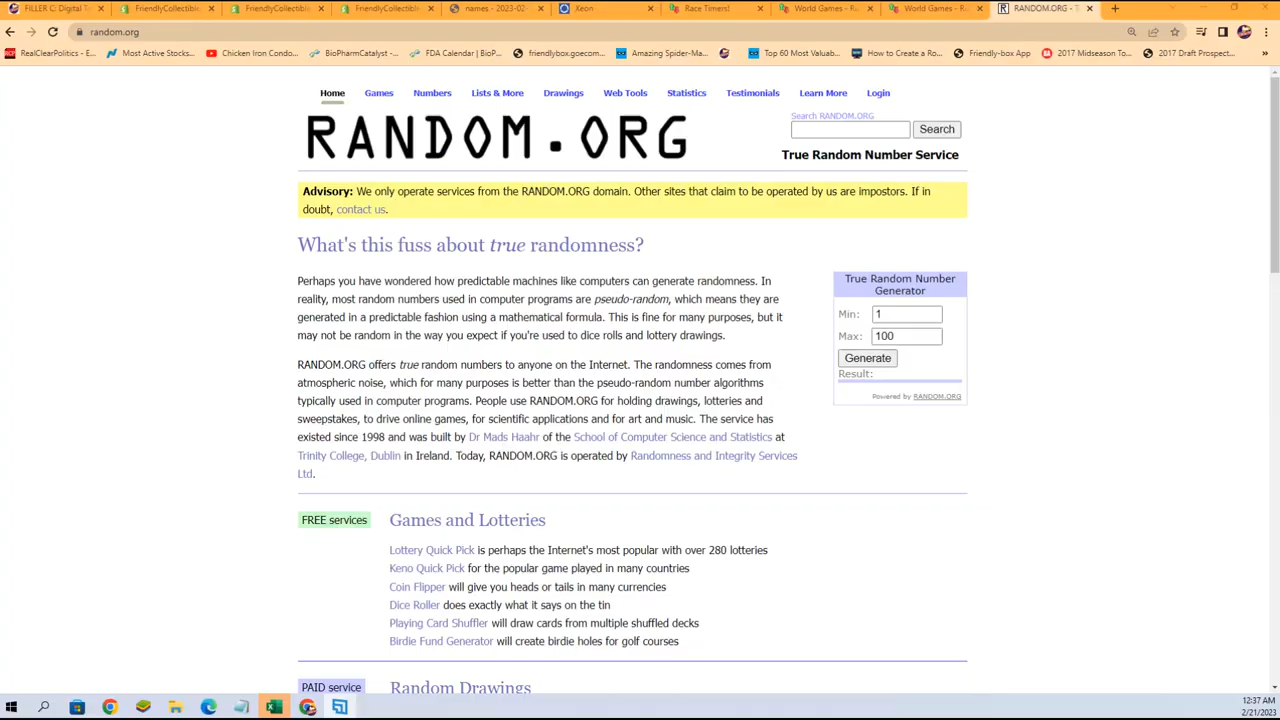 FILLER C: Digital T
FriendlyCollectible
FriendlyCollectible
FriendlyCollectible
names - 2023-02-
Xeon
Race Timers!
World Games - Ra
World Games - Ru
RANDOM.ORG - T
random.org
RealClearPolitics - E...
Most Active Stocks...
Chicken Iron Condo...
BioPharmCatalyst -...
FDA Calendar | BioP...
friendlybox.goecom...
Amazing Spider-Ma...
Top 60 Most Valuab...
How to Create a Ro...
Friendly-box App
2017 Midseason To...
2017 Draft Prospect...
»
Home Games Numbers Lists & More Drawings Web Tools Statistics Testimonials Learn More Login
RANDOM.ORG
Search RANDOM.ORG
Search
True Random Number Service
Advisory: We only operate services from the RANDOM.ORG domain. Other sites that claim to be operated by us are impostors. If in
doubt, contact us.
What's this fuss about true randomness?
Perhaps you have wondered how predictable machines like computers can generate randomness. In
reality, most random numbers used in computer programs are pseudo-random, which means they are
generated in a predictable fashion using a mathematical formula. This is fine for many purposes, but it
may not be random in the way you expect if you're used to dice rolls and lottery drawings.
RANDOM.ORG offers true random numbers to anyone on the Internet. The randomness comes from
atmospheric noise, which for many purposes is better than the pseudo-random number algorithms
typically used in computer programs. People use RANDOM.ORG for holding drawings, lotteries and
sweepstakes, to drive online games, for scientific applications and for art and music. The service has
existed since 1998 and was built by Dr Mads Haahr of the School of Computer Science and Statistics at
Trinity College, Dublin in Ireland. Today, RANDOM.ORG is operated by Randomness and Integrity Services
Ltd.
True Random Number
Generator
Min: 1
Max: 100
Generate
Result:
Powered by RANDOM.ORG
FREE services
Games and Lotteries
Lottery Quick Pick is perhaps the Internet's most popular with over 280 lotteries
Keno Quick Pick for the popular game played in many countries
Coin Flipper will give you heads or tails in many currencies
Dice Roller does exactly what it says on the tin
Playing Card Shuffler will draw cards from multiple shuffled decks
Birdie Fund Generator will create birdie holes for golf courses
PAID service
Random Drawings
12:37 AM
2/21/2023